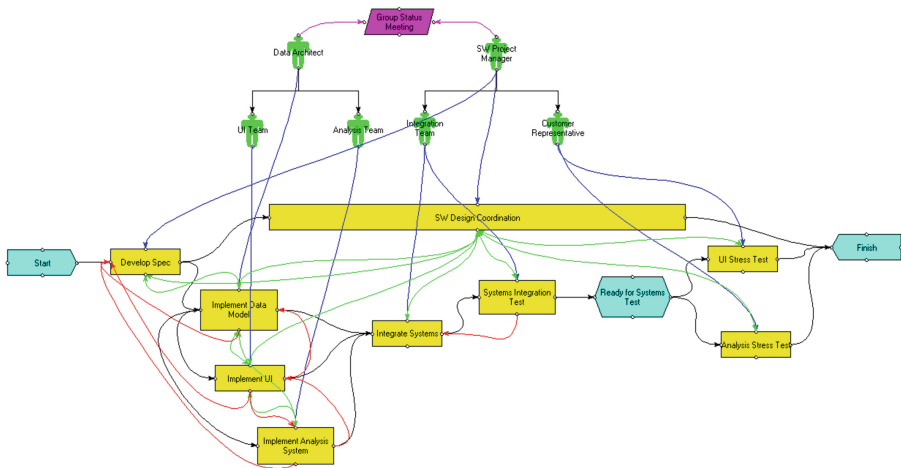 Group Status
Meeting
Data Architect
SW Project
Manager
UI Team
Analysis Team
Integration
Team
Customer
Representative
SW Design Coordination
Start
Develop Spec
UI Stress Test
Finish
Implement Data
Model
Systems Integration
Test
Ready for Systems
Test
Integrate Systems
Analysis Stress Test
Implement UI
Implement Analysis
System